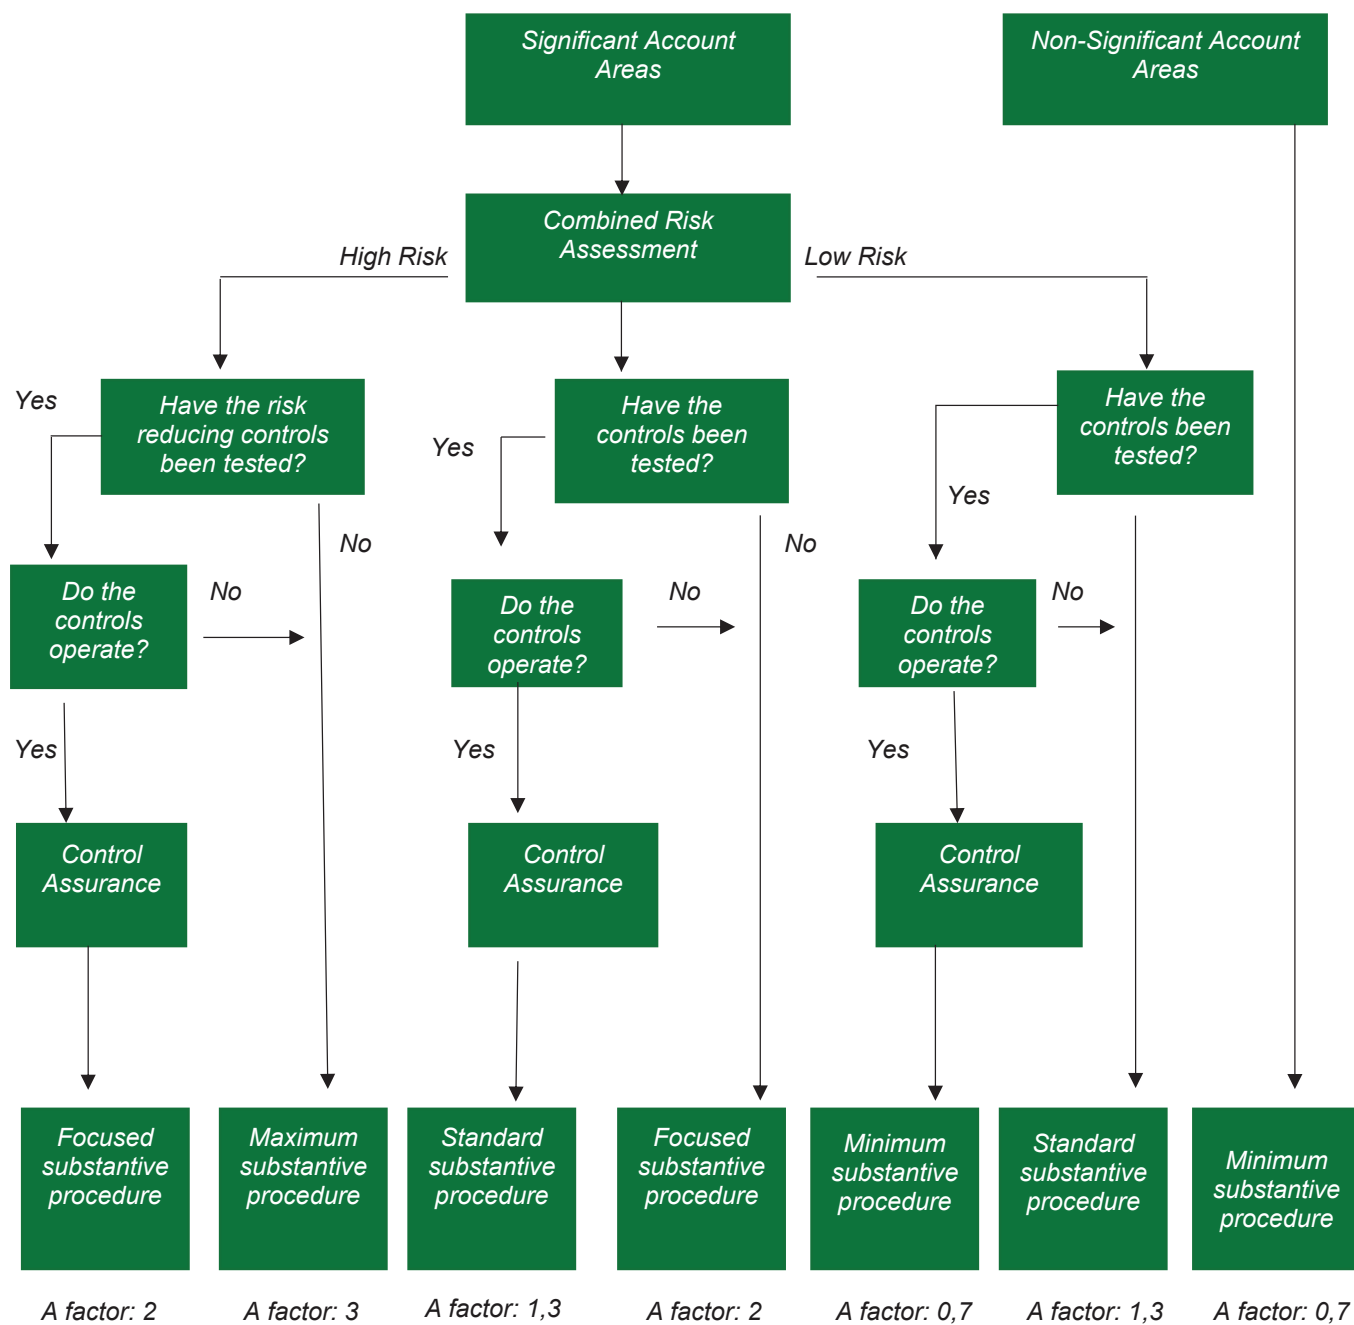 Significant Account
Areas
Non-Significant Account
Areas
Combined Risk
Assessment
High Risk
Low Risk
Yes
Have the risk
reducing controls
been tested?
Yes
Have the
controls been
tested?
Have the
controls been
tested?
Yes
No
No
Do the
controls
operate?
No
Do the
controls
operate?
No
Do the
controls
operate?
No
Yes
Yes
Yes
Control
Assurance
Control
Assurance
Control
Assurance
Focused
substantive
procedure
Maximum
substantive
procedure
Standard
substantive
procedure
Focused
substantive
procedure
Minimum
substantive
procedure
Standard
substantive
procedure
Minimum
substantive
procedure
A factor: 2
A factor: 3
A factor: 1,3
A factor: 2
A factor: 0,7
A factor: 1,3
A factor: 0,7